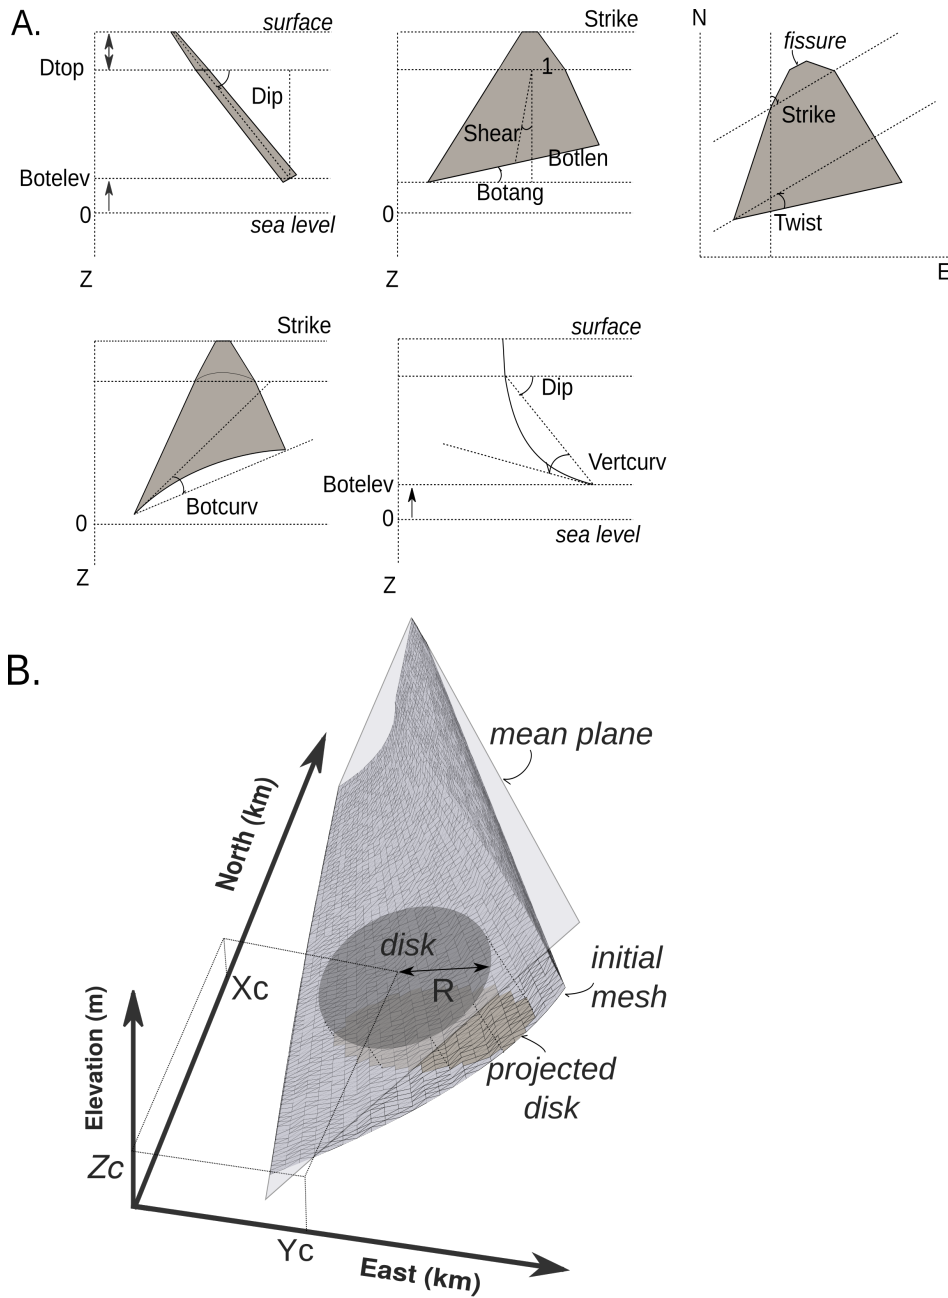 A.
surface
Dtop
Dip
Botelev
0
sea level
Z
Strike
1
Shear
Botlen
Botang
0
Z
N
fissure
Strike
Twist
E
Strike
Botcurv
0
Z
surface
Dip
Vertcurv
Botelev
0
sea level
Z
B.
mean plane
North (km)
disk
R
initial
mesh
Xc
Elevation (m)
projected
disk
Zc
Yc
East (km)